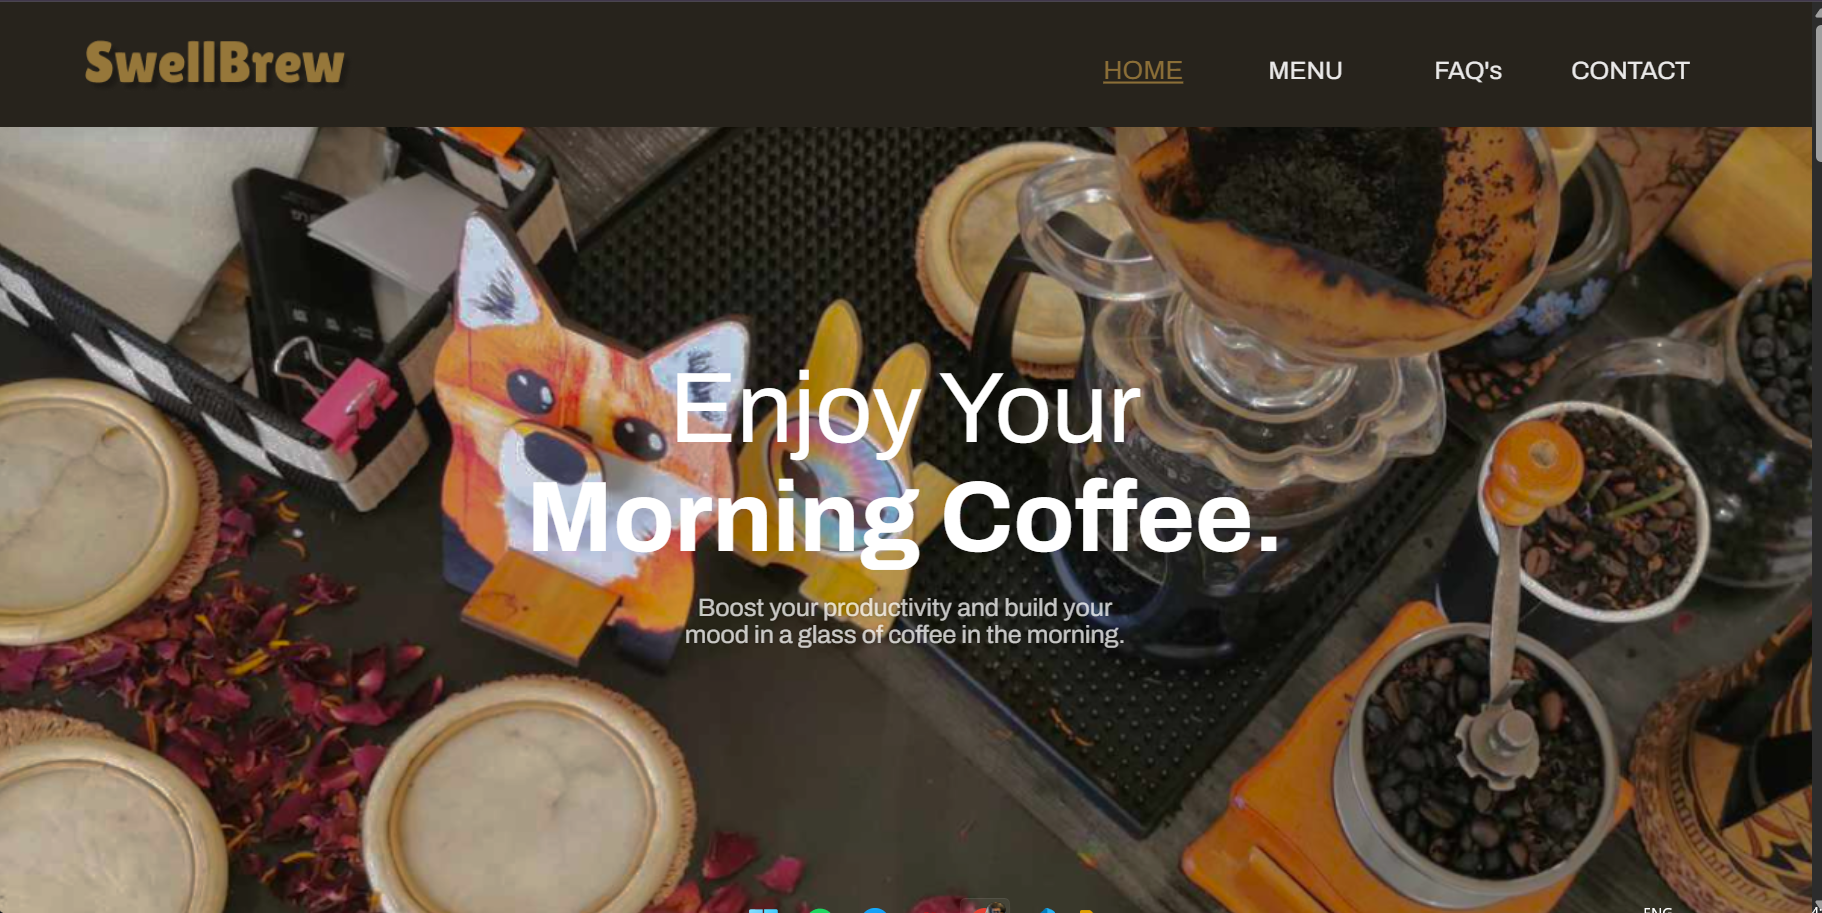 SwellBrew
HOME MENU FAQ's CONTACT
Enjoy Your
Morning Coffee.
Boost your productivity and build your
mood in a glass of coffee in the morning.
ENG